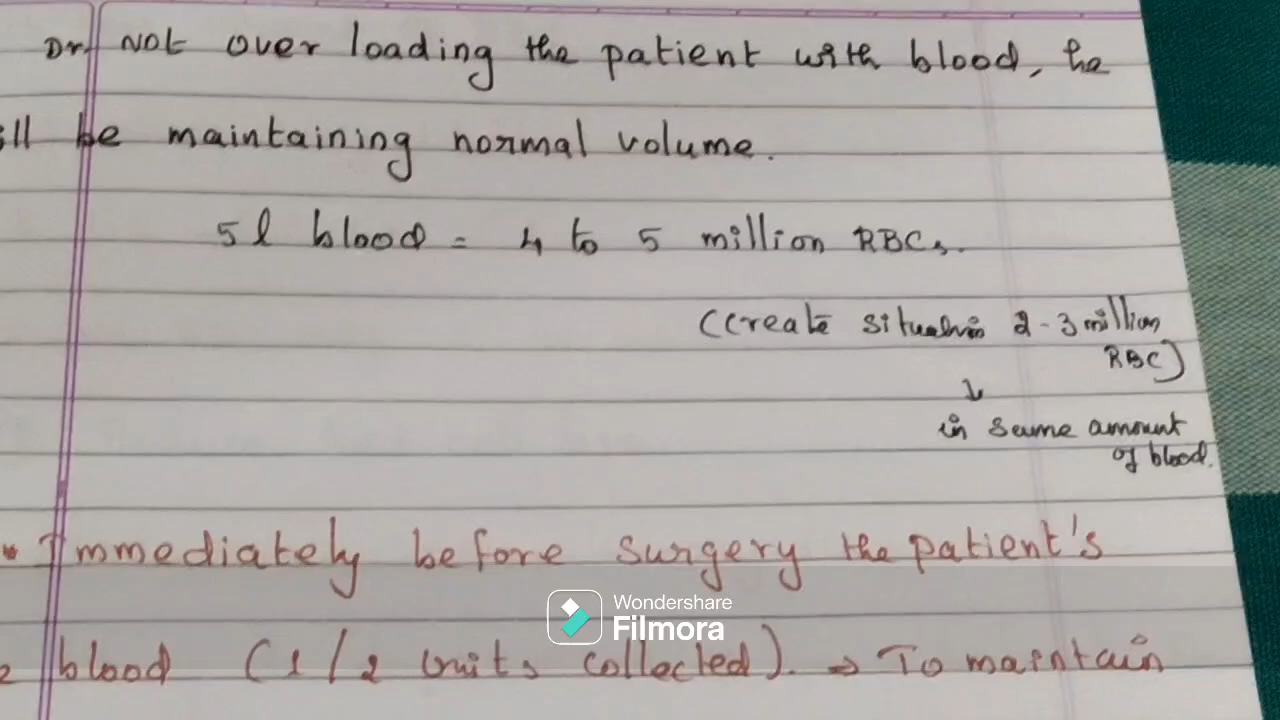 Dr. Not over loading the patient with blood, he
ill be maintaining normal volume.
5 l blood = 4 to 5 million RBCs.
(Create situation 2 - 3 million
RBC)
↓
in same amount
of blood.
Immediately before surgery the patient's
blood (1/2 units collected). → To maintain
Wondershare
Filmora